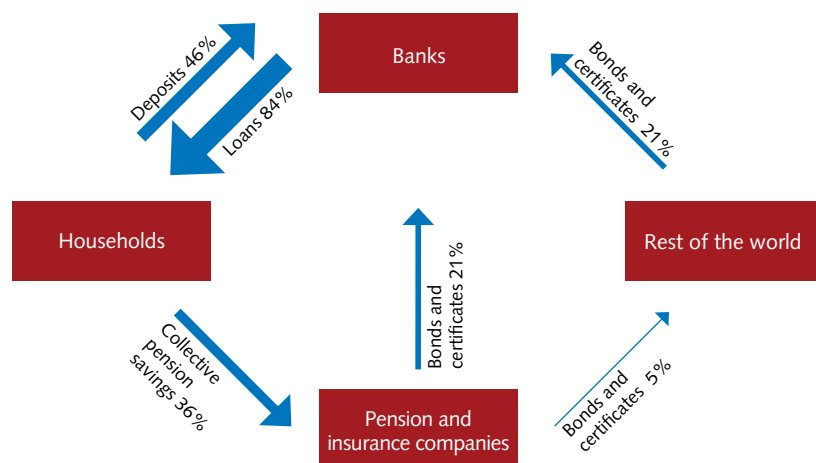 Banks
Deposits 46%
Loans 84%
Bonds and
certificates 21%
Households
Rest of the world
Bonds and
certificates 21%
Collective
pension
savings 36%
Bonds and
certificates 5%
Pension and
insurance companies